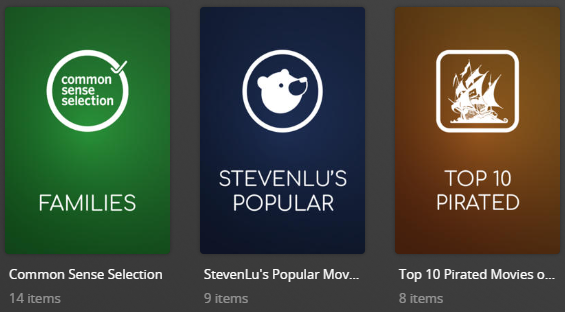 common
sense
selection
FAMILIES
Common Sense Selection
14 items
STEVENLU'S
POPULAR
StevenLu's Popular Mov...
9 items
TOP 10
PIRATED
Top 10 Pirated Movies o...
8 items